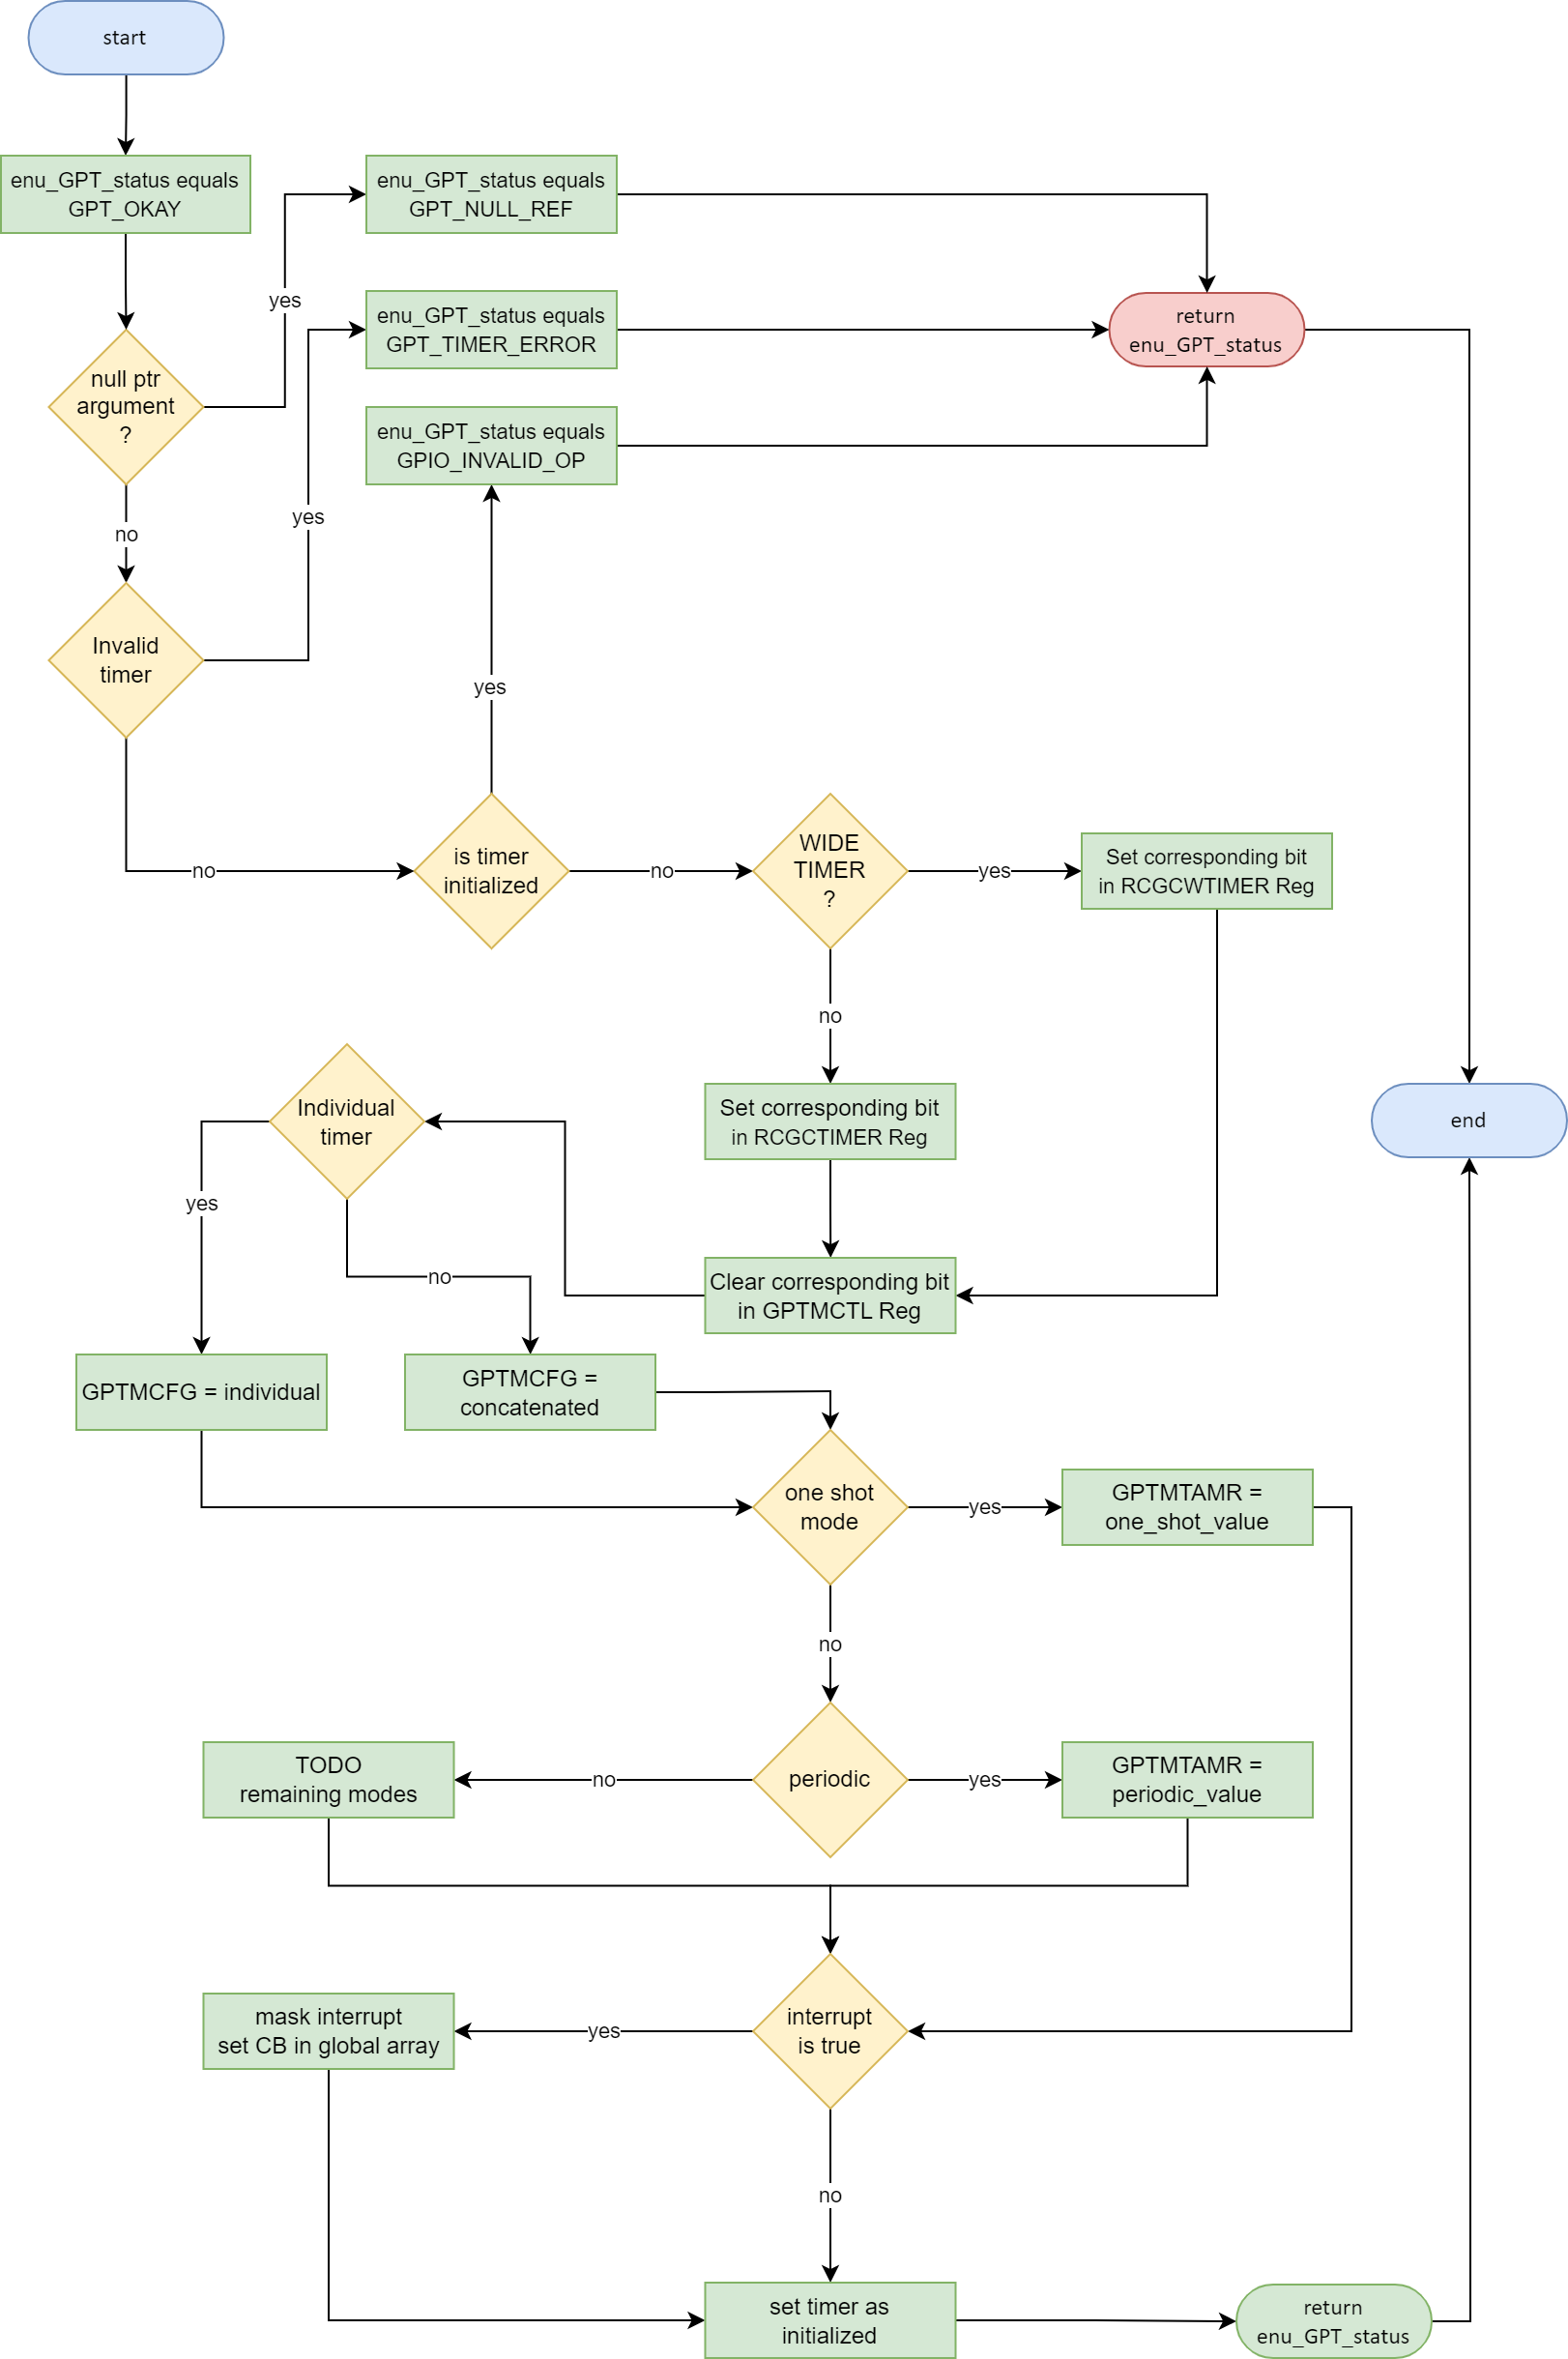 start
enu_GPT_status equals
GPT_OKAY
enu_GPT_status equals
GPT_NULL_REF
yes
enu_GPT_status equals
GPT_TIMER_ERROR
return
enu_GPT_status
null ptr
argument
?
enu_GPT_status equals
GPIO_INVALID_OP
yes
no
Invalid
timer
yes
no
is timer
initialized
no
WIDE
TIMER
?
yes
Set corresponding bit
in RCGCWTIMER Reg
no
Individual
timer
Set corresponding bit
in RCGCTIMER Reg
end
yes
no
Clear corresponding bit
in GPTMCTL Reg
GPTMCFG = individual
GPTMCFG =
concatenated
one shot
mode
yes
GPTMTAMR =
one_shot_value
no
TODO
remaining modes
no
periodic
yes
GPTMTAMR =
periodic_value
mask interrupt
set CB in global array
yes
interrupt
is true
no
set timer as
initialized
return
enu_GPT_status